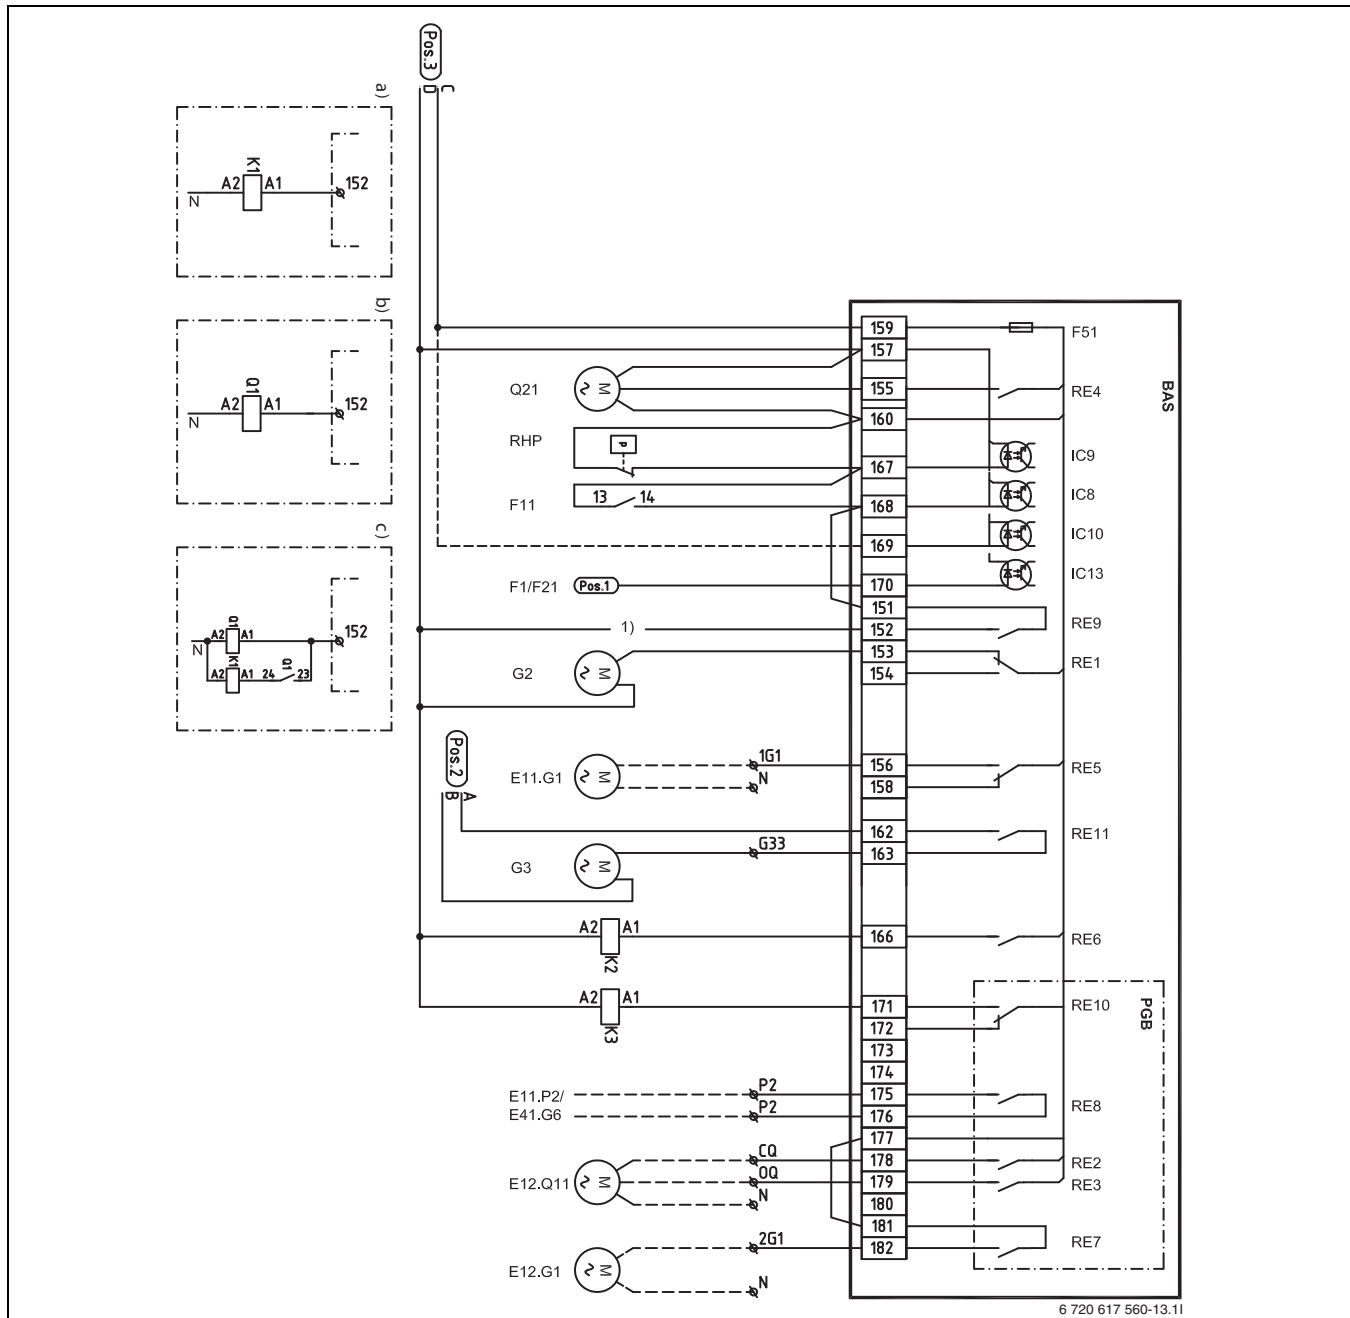 Pos.3
D C
a)
K1
A2 A1
152
N
b)
Q1
A2 A1
152
N
c)
Q1
A2 A1
152
N
K1
A2 A1 24 Q1 23
BAS
159
F51
157
Q21
M
155
RE4
160
RHP
P
167
IC9
IC8
F11
13 14
168
169
IC10
F1/F21
Pos.1
170
IC13
151
1)
152
RE9
G2
M
153
154
RE1
Pos.2
B A
E11.G1
M
1G1
N
156
158
RE5
162
RE11
G3
M
G33
163
A2 A1
K2
166
RE6
A2 A1
K3
171
RE10
PGB
172
173
174
E11.P2/
E41.G6
P2
P2
175
176
RE8
177
CQ
178
RE2
E12.Q11
M
OQ
179
RE3
N
180
181
E12.G1
M
2G1
182
RE7
N
6 720 617 560-13.1I